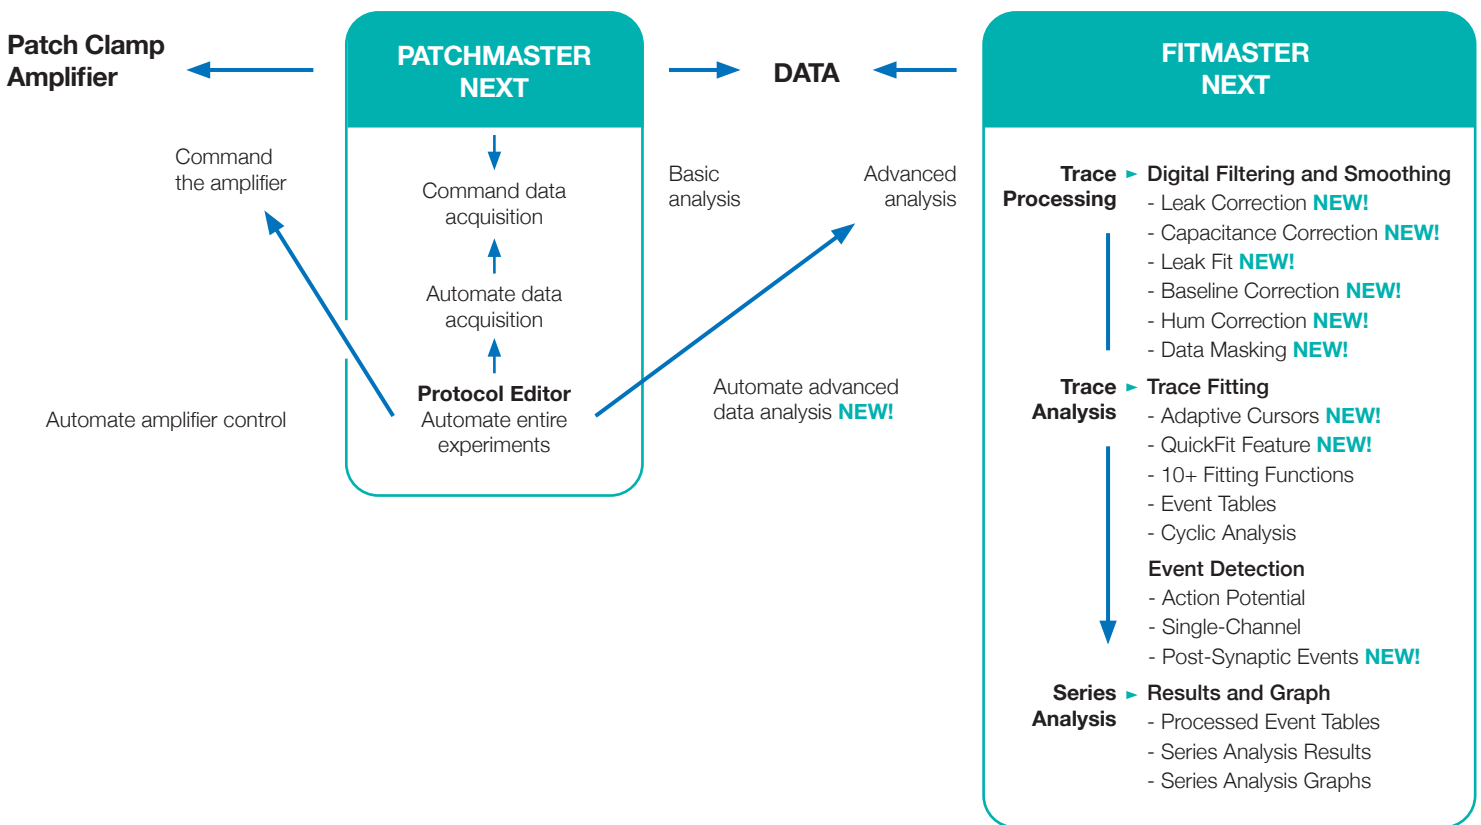 Patch Clamp
Amplifier
PATCHMASTER
NEXT
DATA
FITMASTER
NEXT
Command
the amplifier
Command data
acquisition
Basic
analysis
Advanced
analysis
Automate data
acquisition
Protocol Editor
Automate entire
experiments
Automate amplifier control
Automate advanced
data analysis NEW!
Trace
Processing
► Digital Filtering and Smoothing
- Leak Correction NEW!
- Capacitance Correction NEW!
- Leak Fit NEW!
- Baseline Correction NEW!
- Hum Correction NEW!
- Data Masking NEW!
Trace
Analysis
► Trace Fitting
- Adaptive Cursors NEW!
- QuickFit Feature NEW!
- 10+ Fitting Functions
- Event Tables
- Cyclic Analysis
Event Detection
- Action Potential
- Single-Channel
- Post-Synaptic Events NEW!
Series
Analysis
► Results and Graph
- Processed Event Tables
- Series Analysis Results
- Series Analysis Graphs